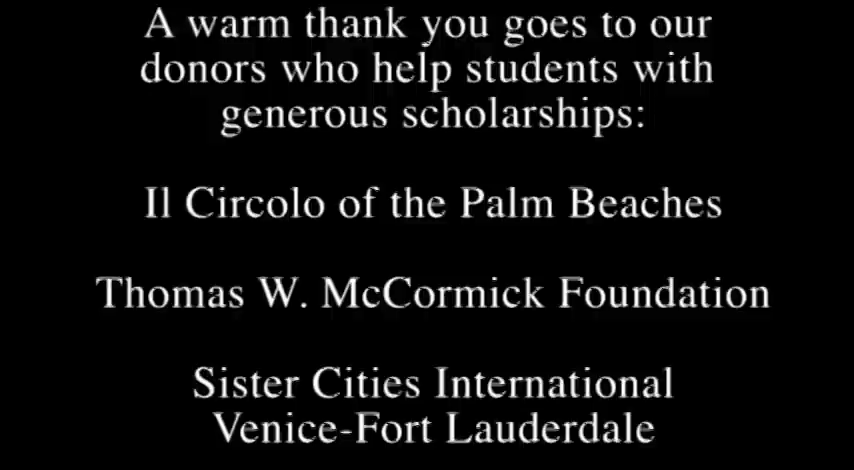 A warm thank you goes to our
donors who help students with
generous scholarships:
Il Circolo of the Palm Beaches
Thomas W. McCormick Foundation
Sister Cities International
Venice-Fort Lauderdale